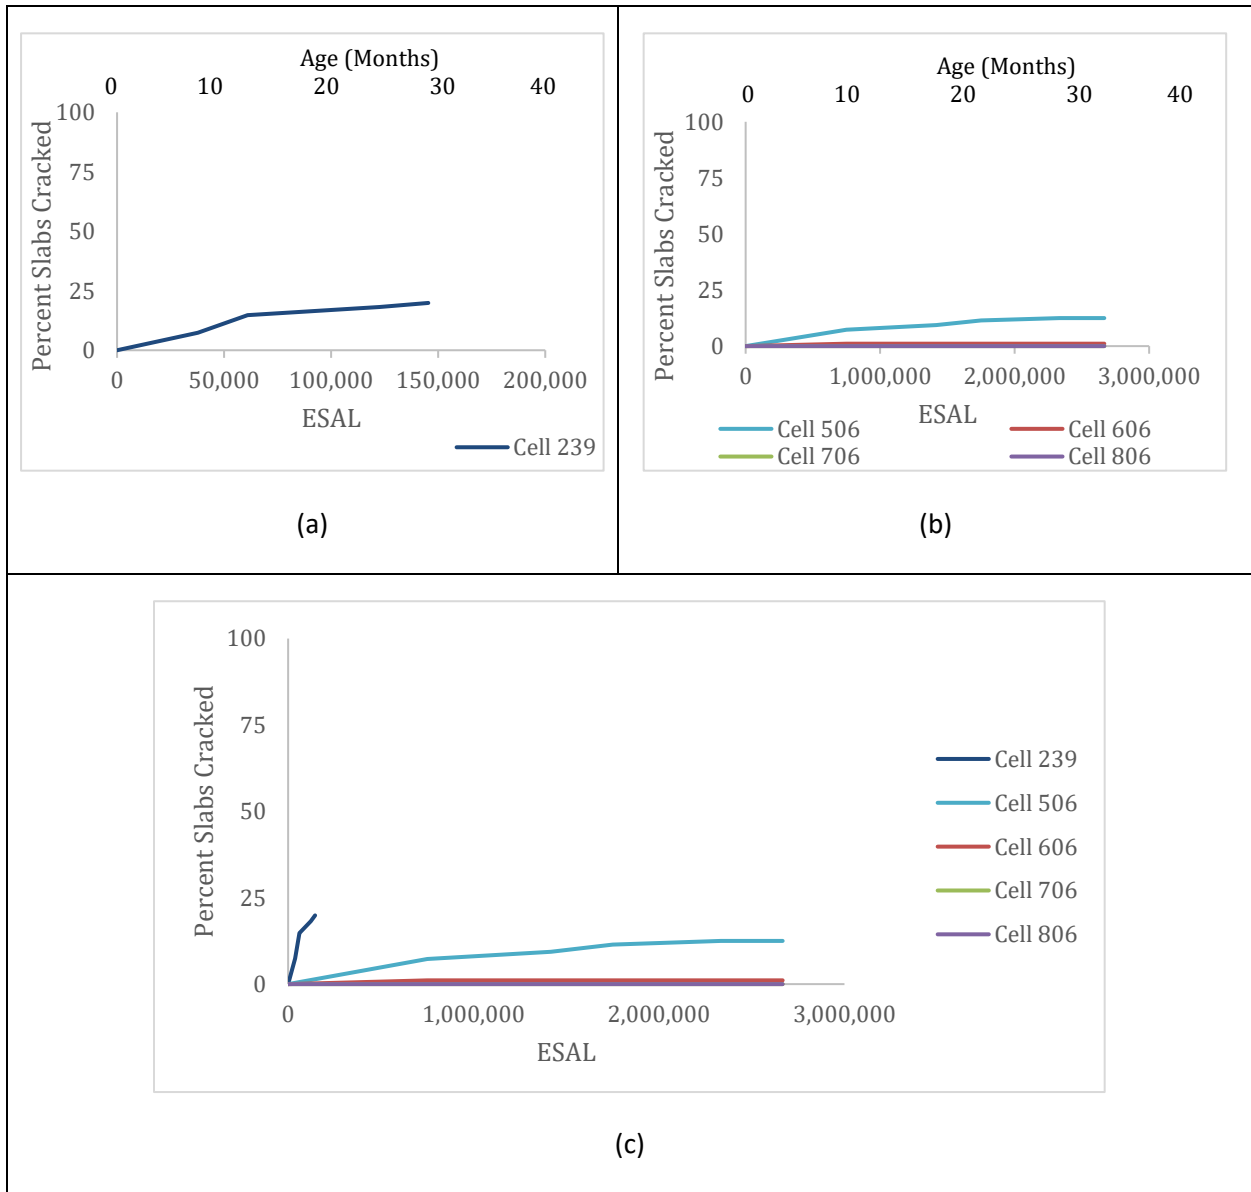 Age (Months)
0 10 20 30 40
100
75
50
25
0
Percent Slabs Cracked
0 50,000 100,000 150,000 200,000
ESAL
Cell 239
(a)
Age (Months)
0 10 20 30 40
100
75
50
25
0
Percent Slabs Cracked
0 1,000,000 2,000,000 3,000,000
ESAL
Cell 506 Cell 606
Cell 706 Cell 806
(b)
100
75
50
25
0
Percent Slabs Cracked
0 1,000,000 2,000,000 3,000,000
ESAL
Cell 239
Cell 506
Cell 606
Cell 706
Cell 806
(c)